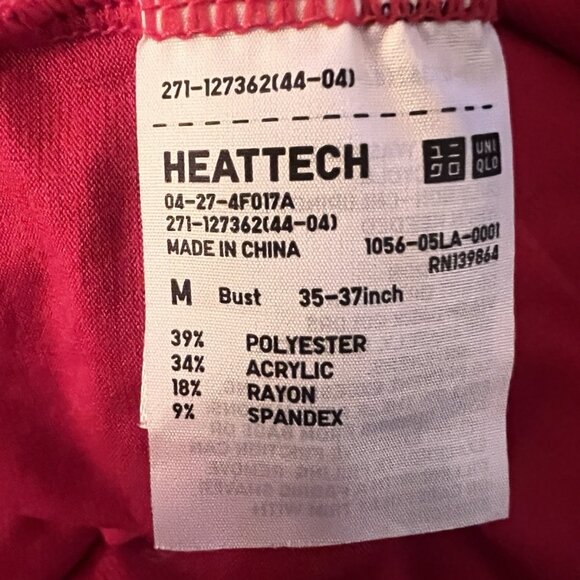 271-127362(44-04)
HEATTECH
ユニ UNI
クロ QLO
04-27-4F017A
271-127362(44-04)
MADE IN CHINA 1056-05LA-0001
RN139864
M Bust 35-37inch
39% POLYESTER
34% ACRYLIC
18% RAYON
9% SPANDEX